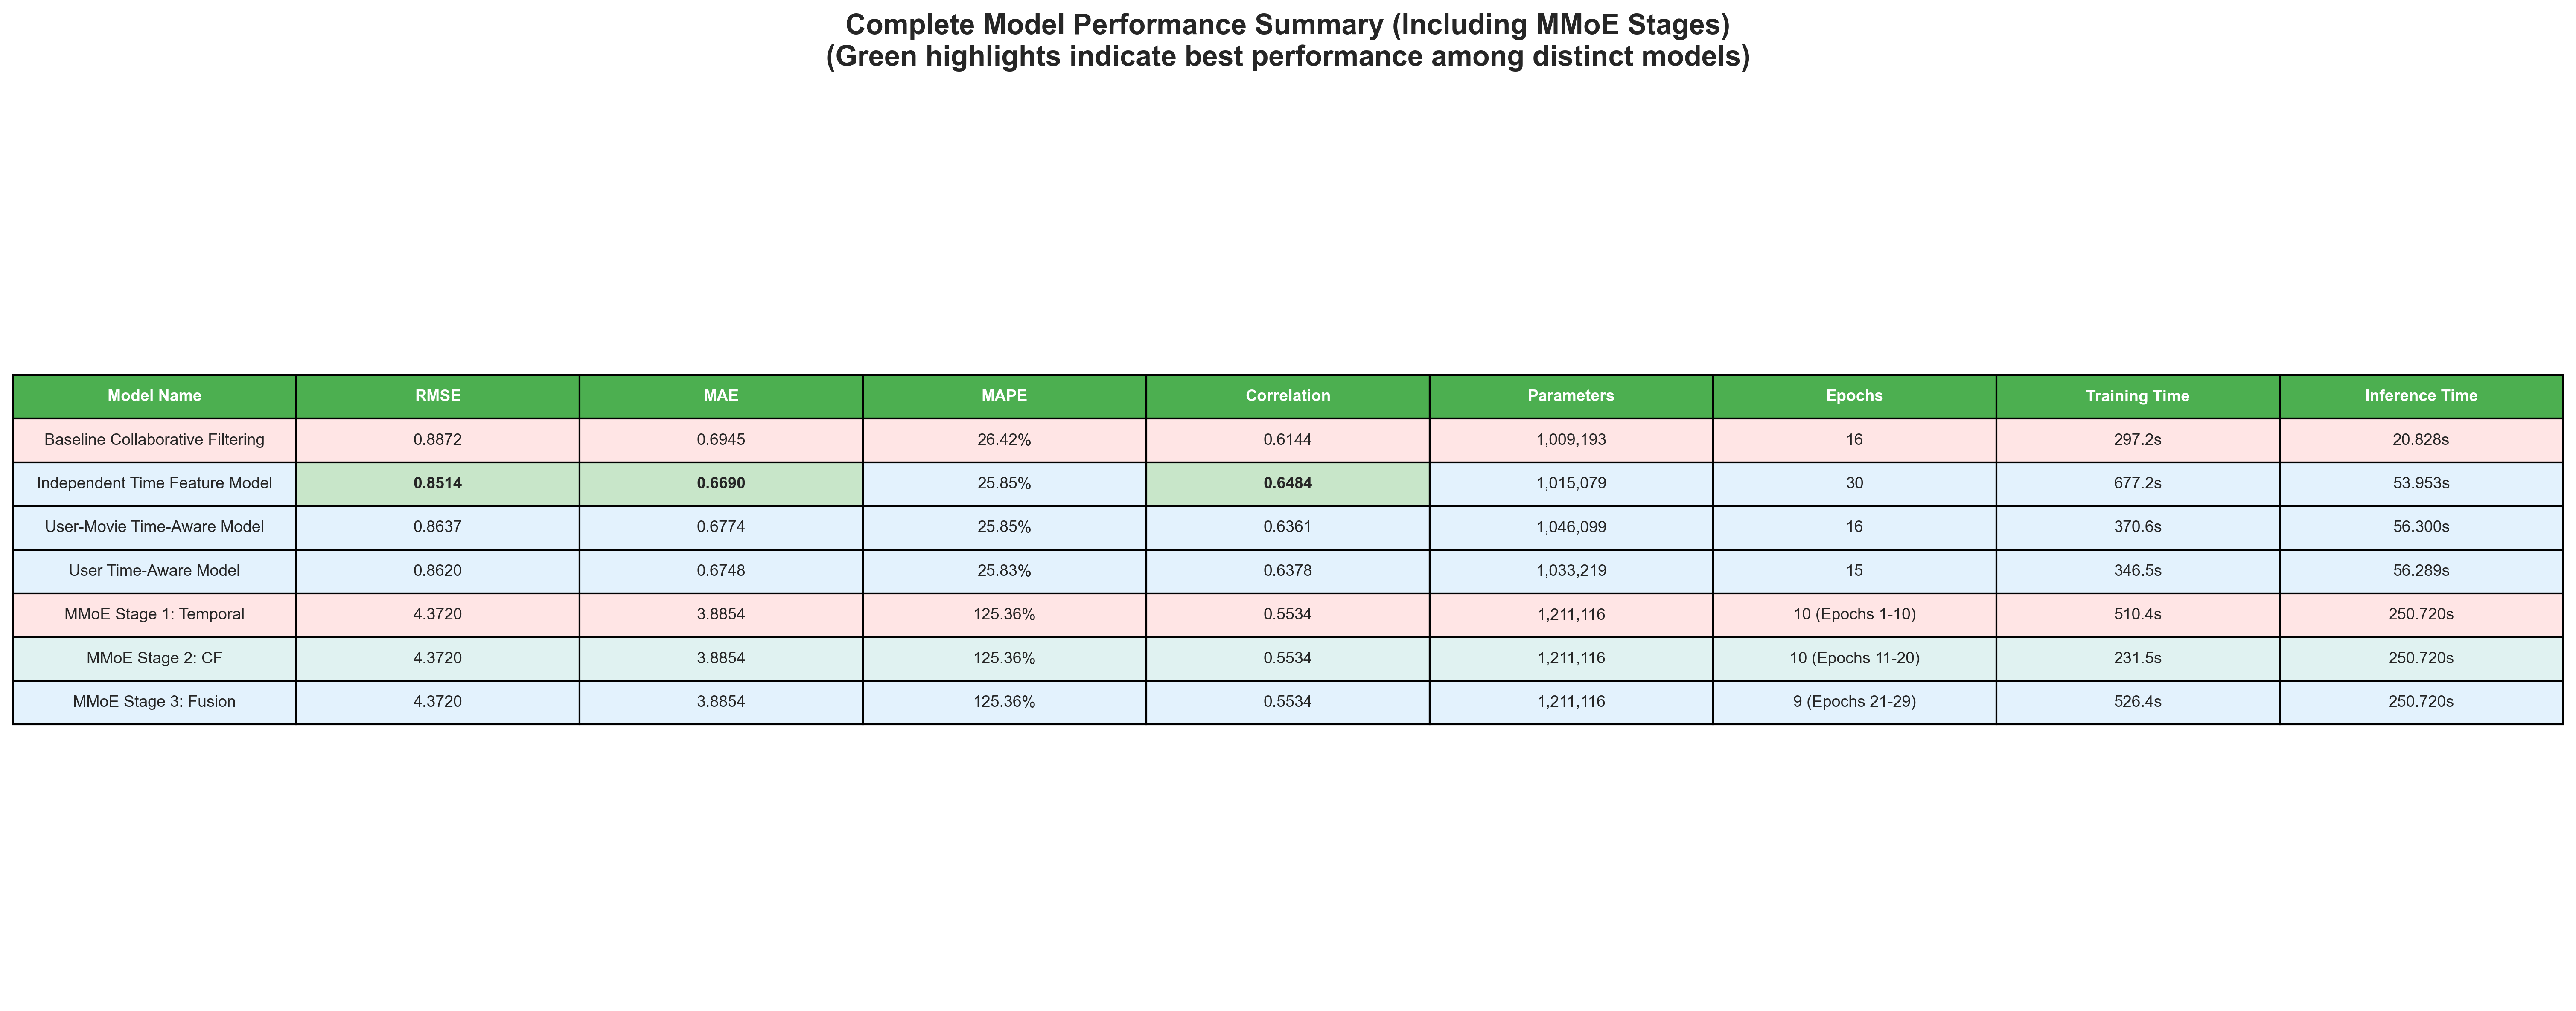 Complete Model Performance Summary (Including MMoE Stages)
(Green highlights indicate best performance among distinct models)
Model Name RMSE MAE MAPE Correlation Parameters Epochs Training Time Inference Time
Baseline Collaborative Filtering 0.8872 0.6945 26.42% 0.6144 1,009,193 16 297.2s 20.828s
Independent Time Feature Model 0.8514 0.6690 25.85% 0.6484 1,015,079 30 677.2s 53.953s
User-Movie Time-Aware Model 0.8637 0.6774 25.85% 0.6361 1,046,099 16 370.6s 56.300s
User Time-Aware Model 0.8620 0.6748 25.83% 0.6378 1,033,219 15 346.5s 56.289s
MMoE Stage 1: Temporal 4.3720 3.8854 125.36% 0.5534 1,211,116 10 (Epochs 1-10) 510.4s 250.720s
MMoE Stage 2: CF 4.3720 3.8854 125.36% 0.5534 1,211,116 10 (Epochs 11-20) 231.5s 250.720s
MMoE Stage 3: Fusion 4.3720 3.8854 125.36% 0.5534 1,211,116 9 (Epochs 21-29) 526.4s 250.720s